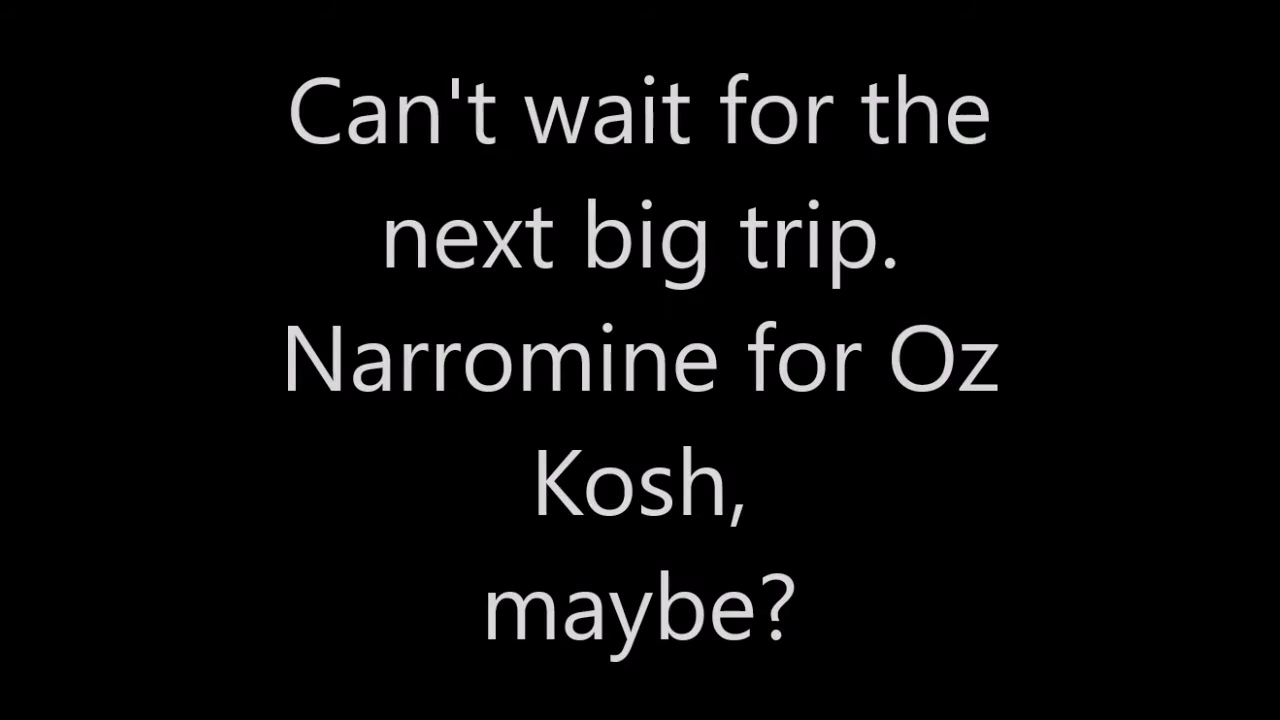 Can't wait for the
next big trip.
Narromine for Oz
Kosh,
maybe?